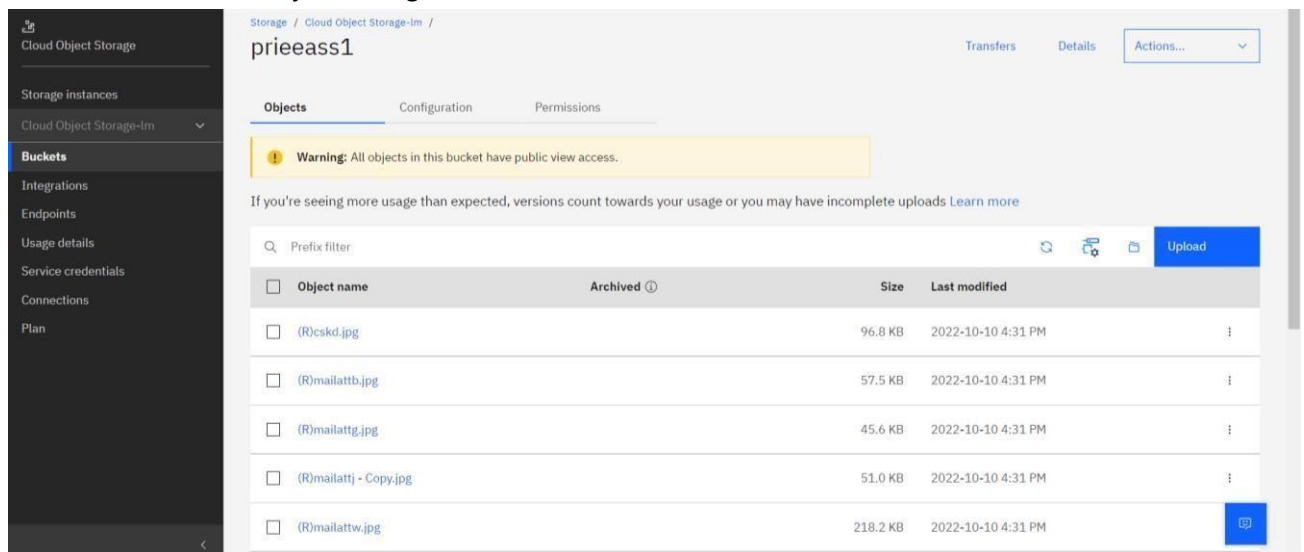 Cloud Object Storage
Storage instances
Cloud Object Storage-lm
Buckets
Integrations
Endpoints
Usage details
Service credentials
Connections
Plan
Storage / Cloud Object Storage-lm /
prieeass1
Transfers Details Actions...
Objects Configuration Permissions
Warning: All objects in this bucket have public view access.
If you're seeing more usage than expected, versions count towards your usage or you may have incomplete uploads Learn more
Prefix filter Upload
Object name Archived Size Last modified
(R)cskd.jpg 96.8 KB 2022-10-10 4:31 PM
(R)mailattb.jpg 57.5 KB 2022-10-10 4:31 PM
(R)mailattg.jpg 45.6 KB 2022-10-10 4:31 PM
(R)mailattj - Copy.jpg 51.0 KB 2022-10-10 4:31 PM
(R)mailattw.jpg 218.2 KB 2022-10-10 4:31 PM